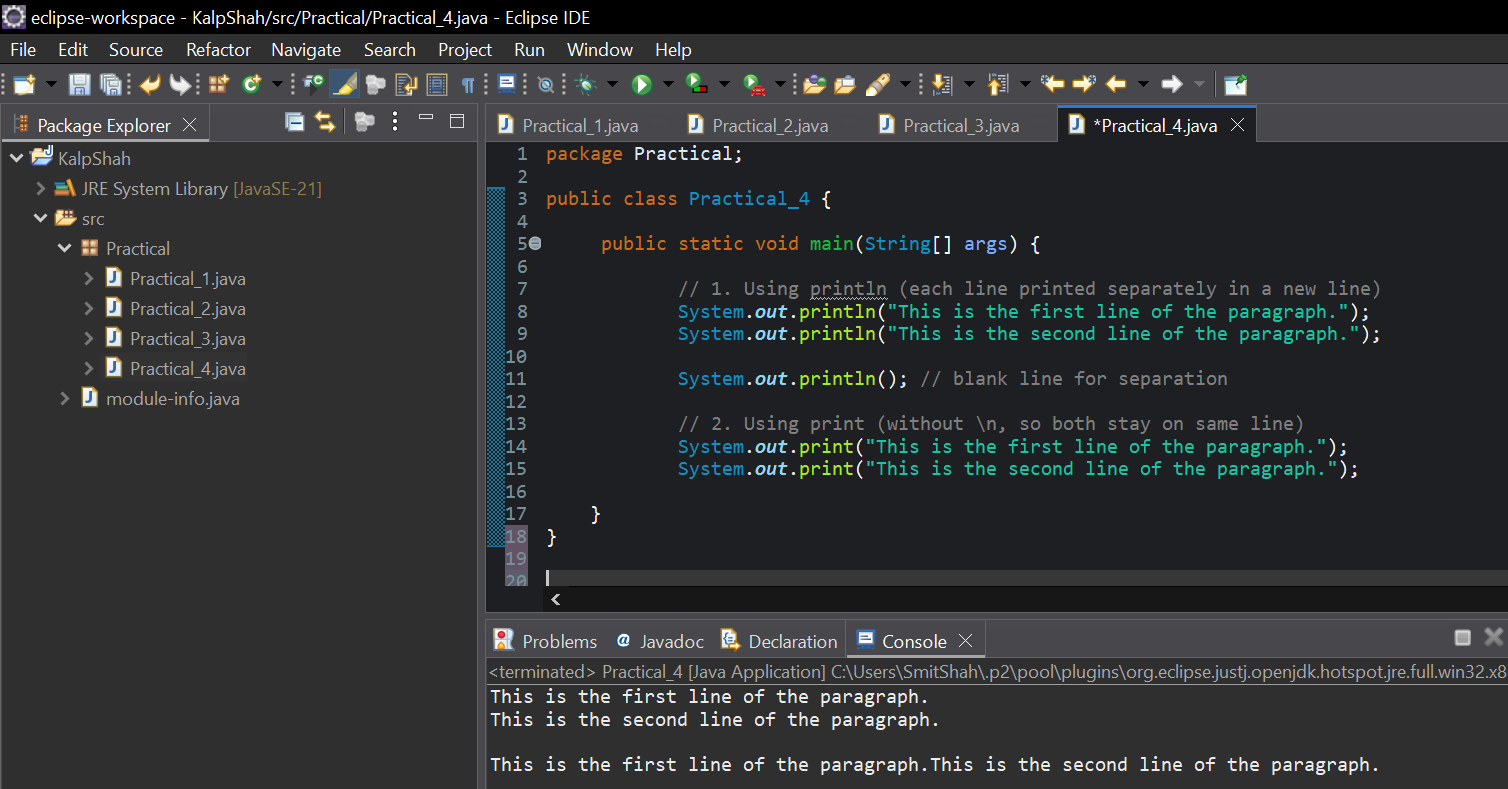 eclipse-workspace - KalpShah/src/Practical/Practical_4.java - Eclipse IDE
File Edit Source Refactor Navigate Search Project Run Window Help
Package Explorer
KalpShah
JRE System Library [JavaSE-21]
src
Practical
Practical_1.java
Practical_2.java
Practical_3.java
Practical_4.java
module-info.java
Practical_1.java Practical_2.java Practical_3.java *Practical_4.java
1 package Practical;
2
3 public class Practical_4 {
4
5     public static void main(String[] args) {
6
7            // 1. Using println (each line printed separately in a new line)
8            System.out.println("This is the first line of the paragraph.");
9            System.out.println("This is the second line of the paragraph.");
10
11            System.out.println(); // blank line for separation
12
13            // 2. Using print (without \n, so both stay on same line)
14            System.out.print("This is the first line of the paragraph.");
15            System.out.print("This is the second line of the paragraph.");
16
17    }
18 }
19
20
Problems @ Javadoc Declaration Console
<terminated> Practical_4 [Java Application] C:\Users\SmitShah\.p2\pool\plugins\org.eclipse.justj.openjdk.hotspot.jre.full.win32.x8
This is the first line of the paragraph.
This is the second line of the paragraph.

This is the first line of the paragraph.This is the second line of the paragraph.